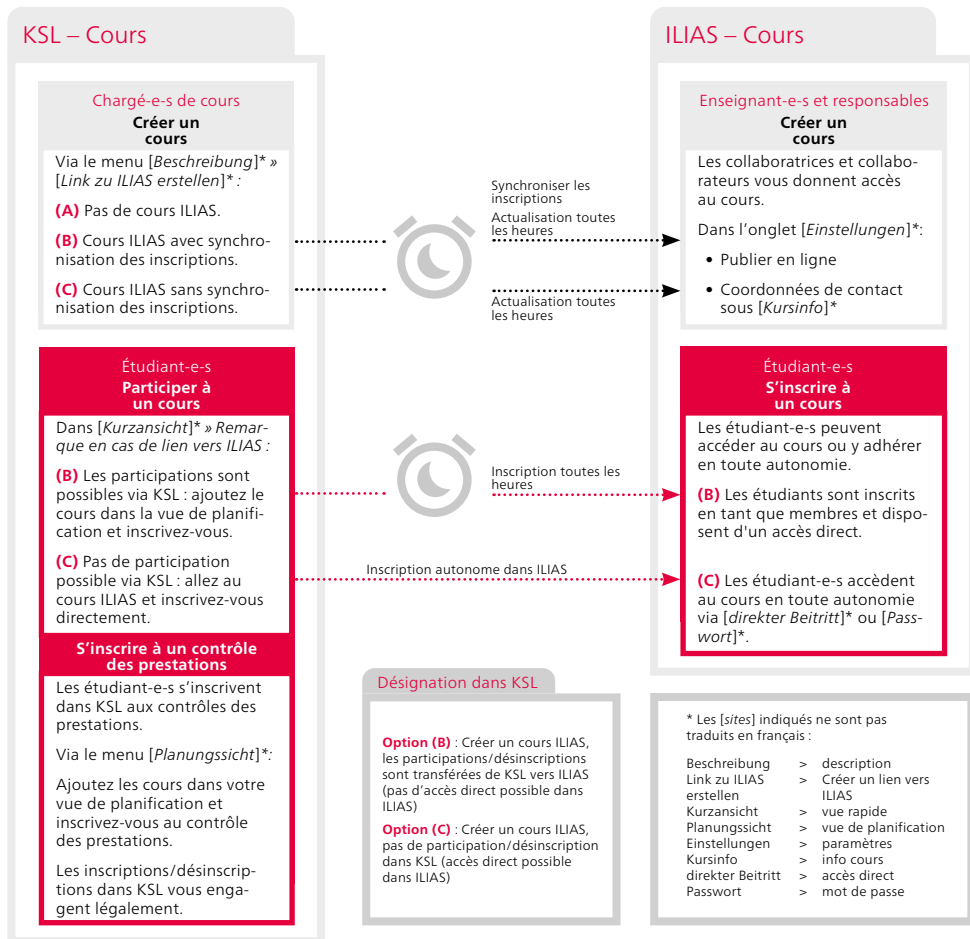 KSL – Cours
Chargé-e-s de cours
Créer un
cours
Via le menu [Beschreibung]* »
[Link zu ILIAS erstellen]* :
(A) Pas de cours ILIAS.
(B) Cours ILIAS avec synchro-
nisation des inscriptions.
(C) Cours ILIAS sans synchro-
nisation des inscriptions.
Synchroniser les
inscriptions
Actualisation toutes
les heures
Actualisation toutes
les heures
ILIAS – Cours
Enseignant-e-s et responsables
Créer un
cours
Les collaboratrices et collabo-
rateurs vous donnent accès
au cours.
Dans l’onglet [Einstellungen]*:
• Publier en ligne
• Coordonnées de contact
sous [Kursinfo]*
Étudiant-e-s
Participer à
un cours
Dans [Kurzansicht]* » Remar-
que en cas de lien vers ILIAS :
(B) Les participations sont
possibles via KSL : ajoutez le
cours dans la vue de planifi-
cation et inscrivez-vous.
(C) Pas de participation
possible via KSL : allez au
cours ILIAS et inscrivez-vous
directement.
Inscription toutes les
heures
Inscription autonome dans ILIAS
Étudiant-e-s
S’inscrire à
un cours
Les étudiant-e-s peuvent
accéder au cours ou y adhérer
en toute autonomie.
(B) Les étudiants sont inscrits
en tant que membres et dispo-
sent d'un accès direct.
(C) Les étudiant-e-s accèdent
au cours en toute autonomie
via [direkter Beitritt]* ou [Pass-
wort]*.
S’inscrire à un contrôle
des prestations
Les étudiant-e-s s’inscrivent
dans KSL aux contrôles des
prestations.
Via le menu [Planungssicht]*:
Ajoutez les cours dans votre
vue de planification et
inscrivez-vous au contrôle
des prestations.
Les inscriptions/désinscrip-
tions dans KSL vous enga-
gent légalement.
Désignation dans KSL
Option (B) : Créer un cours ILIAS,
les participations/désinscriptions
sont transférées de KSL vers ILIAS
(pas d’accès direct possible dans
ILIAS)
Option (C) : Créer un cours ILIAS,
pas de participation/désinscription
dans KSL (accès direct possible
dans ILIAS)
* Les [sites] indiqués ne sont pas
traduits en français :
Beschreibung > description
Link zu ILIAS > Créer un lien vers
erstellen ILIAS
Kurzansicht > vue rapide
Planungssicht > vue de planification
Einstellungen > paramètres
Kursinfo > info cours
direkter Beitritt > accès direct
Passwort > mot de passe